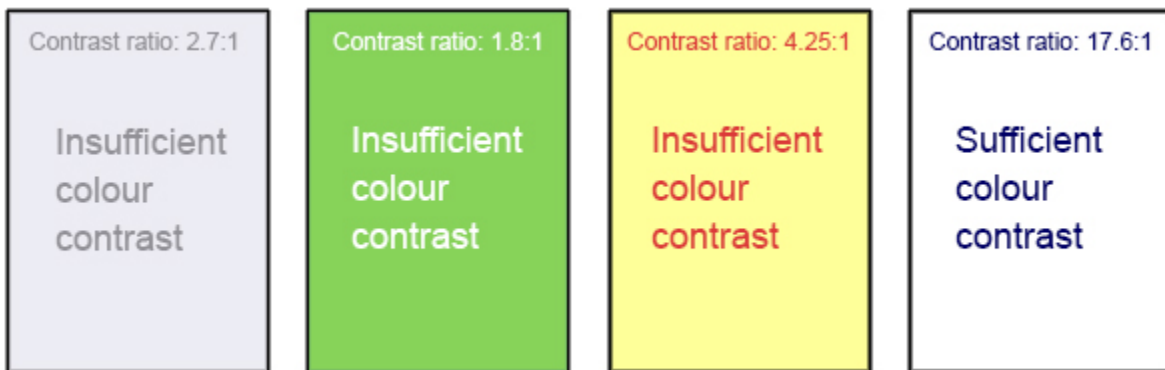 Contrast ratio: 2.7:1
Insufficient
colour
contrast
Contrast ratio: 1.8:1
Insufficient
colour
contrast
Contrast ratio: 4.25:1
Insufficient
colour
contrast
Contrast ratio: 17.6:1
Sufficient
colour
contrast